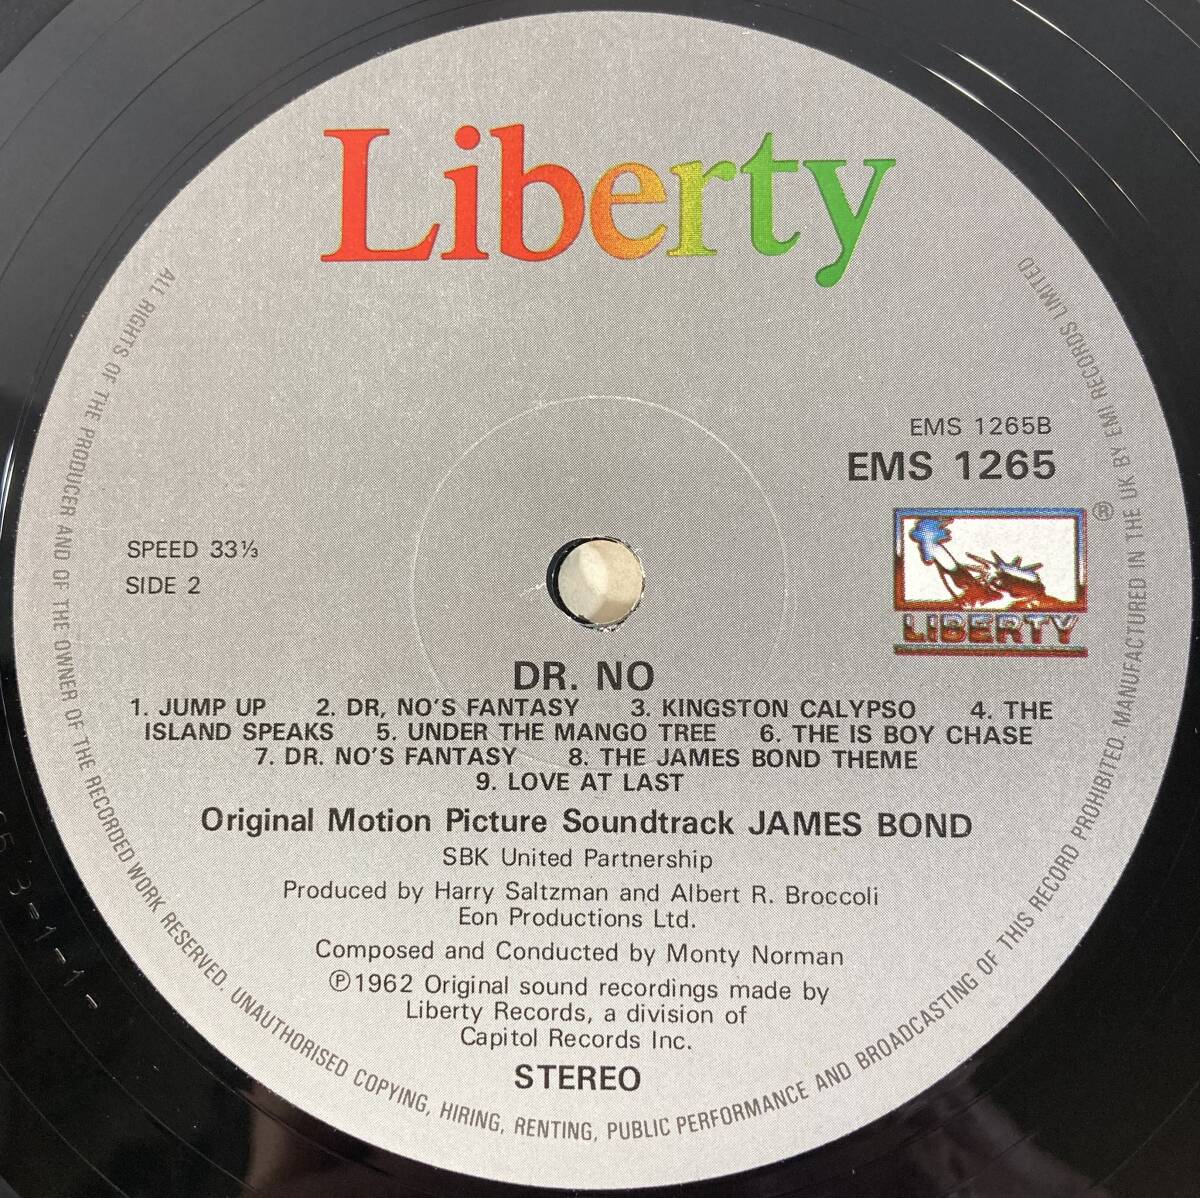 Liberty
EMS 1265B
EMS 1265
®
LIBERTY
SPEED 33⅓
SIDE 2
DR. NO
1. JUMP UP 2. DR, NO'S FANTASY 3. KINGSTON CALYPSO 4. THE
ISLAND SPEAKS 5. UNDER THE MANGO TREE 6. THE IS BOY CHASE
7. DR. NO'S FANTASY 8. THE JAMES BOND THEME
9. LOVE AT LAST
Original Motion Picture Soundtrack JAMES BOND
SBK United Partnership
Produced by Harry Saltzman and Albert R. Broccoli
Eon Productions Ltd.
Composed and Conducted by Monty Norman
℗1962 Original sound recordings made by
Liberty Records, a division of
Capitol Records Inc.
STEREO
ALL RIGHTS OF THE PRODUCER AND OF THE OWNER OF THE RECORDED WORK RESERVED. UNAUTHORISED COPYING, HIRING, RENTING, PUBLIC PERFORMANCE AND BROADCASTING OF THIS RECORD PROHIBITED. MANUFACTURED IN THE UK BY EMI RECORDS LIMITED